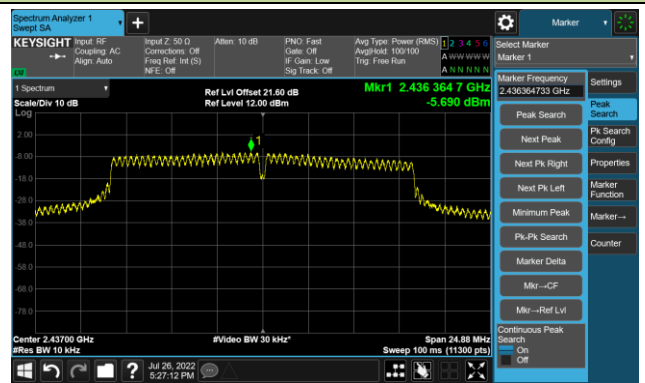 Spectrum Analyzer 1
Swept SA
Marker
KEYSIGHT
Input: RF
Coupling: AC
Align: Auto
Input Z: 50 Ω
Corrections: Off
Freq Ref: Int (S)
NFE: Off
Atten: 10 dB
PNO: Fast
Gate: Off
IF Gain: Low
Sig Track: Off
Avg Type: Power (RMS)
Avg|Hold: 100/100
Trig: Free Run
1 2 3 4 5 6
A W W W W W
A N N N N N
Select Marker
Marker 1
1 Spectrum
Scale/Div 10 dB
Log
Ref Lvl Offset 21.60 dB
Ref Level 12.00 dBm
Mkr1 2.436 364 7 GHz
-5.690 dBm
2.00
-8.00
-18.0
-28.0
-38.0
-48.0
-58.0
-68.0
-78.0
1
Center 2.43700 GHz
#Res BW 10 kHz
#Video BW 30 kHz*
Span 24.88 MHz
Sweep 100 ms (11300 pts)
Marker Frequency
2.436364733 GHz
Peak Search
Next Peak
Next Pk Right
Next Pk Left
Minimum Peak
Pk-Pk Search
Marker Delta
Mkr→CF
Mkr→Ref Lvl
Continuous Peak
Search
On
Off
Settings
Peak
Search
Pk Search
Config
Properties
Marker
Function
Marker→
Counter
Jul 26, 2022
5:27:12 PM